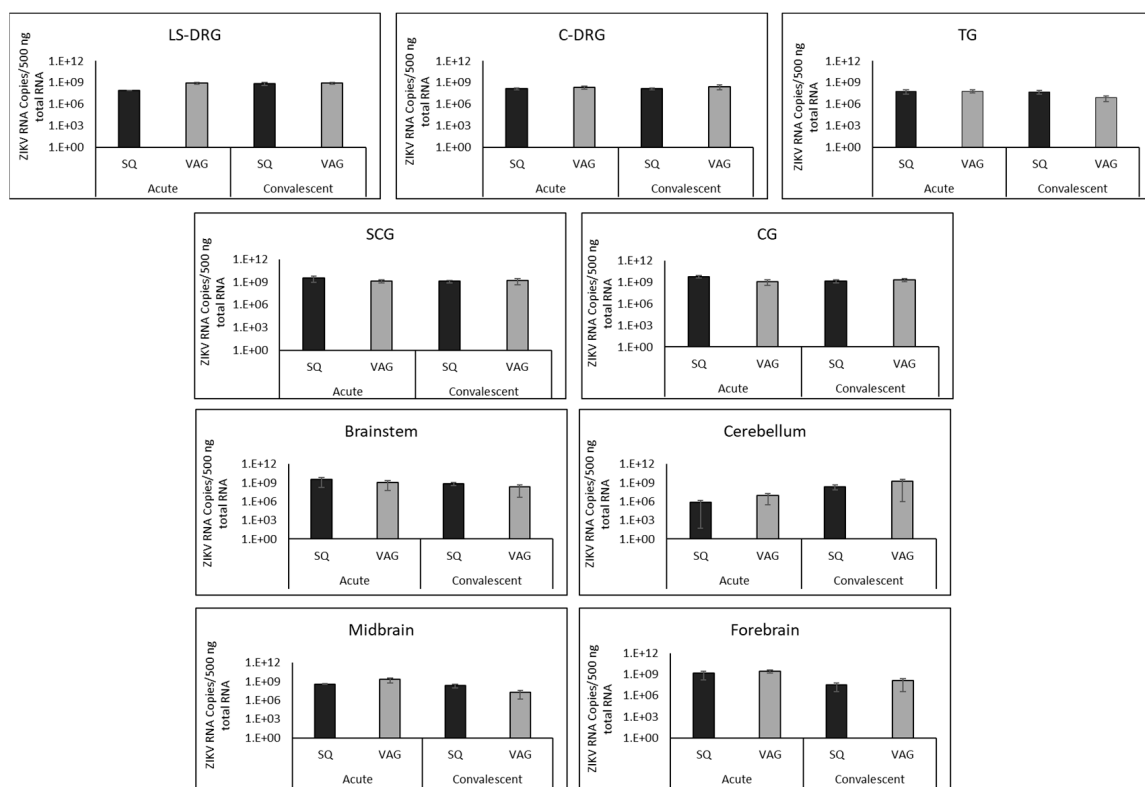 LS-DRG
ZIKV RNA Copies/500 ng
total RNA
1.E+12
1.E+09
1.E+06
1.E+03
1.E+00
SQ VAG SQ VAG
Acute Convalescent
C-DRG
ZIKV RNA Copies/500 ng
total RNA
1.E+12
1.E+09
1.E+06
1.E+03
1.E+00
SQ VAG SQ VAG
Acute Convalescent
TG
ZIKV RNA Copies/500 ng
total RNA
1.E+12
1.E+09
1.E+06
1.E+03
1.E+00
SQ VAG SQ VAG
Acute Convalescent
SCG
ZIKV RNA Copies/500 ng
total RNA
1.E+12
1.E+09
1.E+06
1.E+03
1.E+00
SQ VAG SQ VAG
Acute Convalescent
CG
ZIKV RNA Copies/500 ng
total RNA
1.E+12
1.E+09
1.E+06
1.E+03
1.E+00
SQ VAG SQ VAG
Acute Convalescent
Brainstem
ZIKV RNA Copies/500 ng
total RNA
1.E+12
1.E+09
1.E+06
1.E+03
1.E+00
SQ VAG SQ VAG
Acute Convalescent
Cerebellum
ZIKV RNA Copies/500 ng
total RNA
1.E+12
1.E+09
1.E+06
1.E+03
1.E+00
SQ VAG SQ VAG
Acute Convalescent
Midbrain
ZIKV RNA Copies/500 ng
total RNA
1.E+12
1.E+09
1.E+06
1.E+03
1.E+00
SQ VAG SQ VAG
Acute Convalescent
Forebrain
ZIKV RNA Copies/500 ng
total RNA
1.E+12
1.E+09
1.E+06
1.E+03
1.E+00
SQ VAG SQ VAG
Acute Convalescent